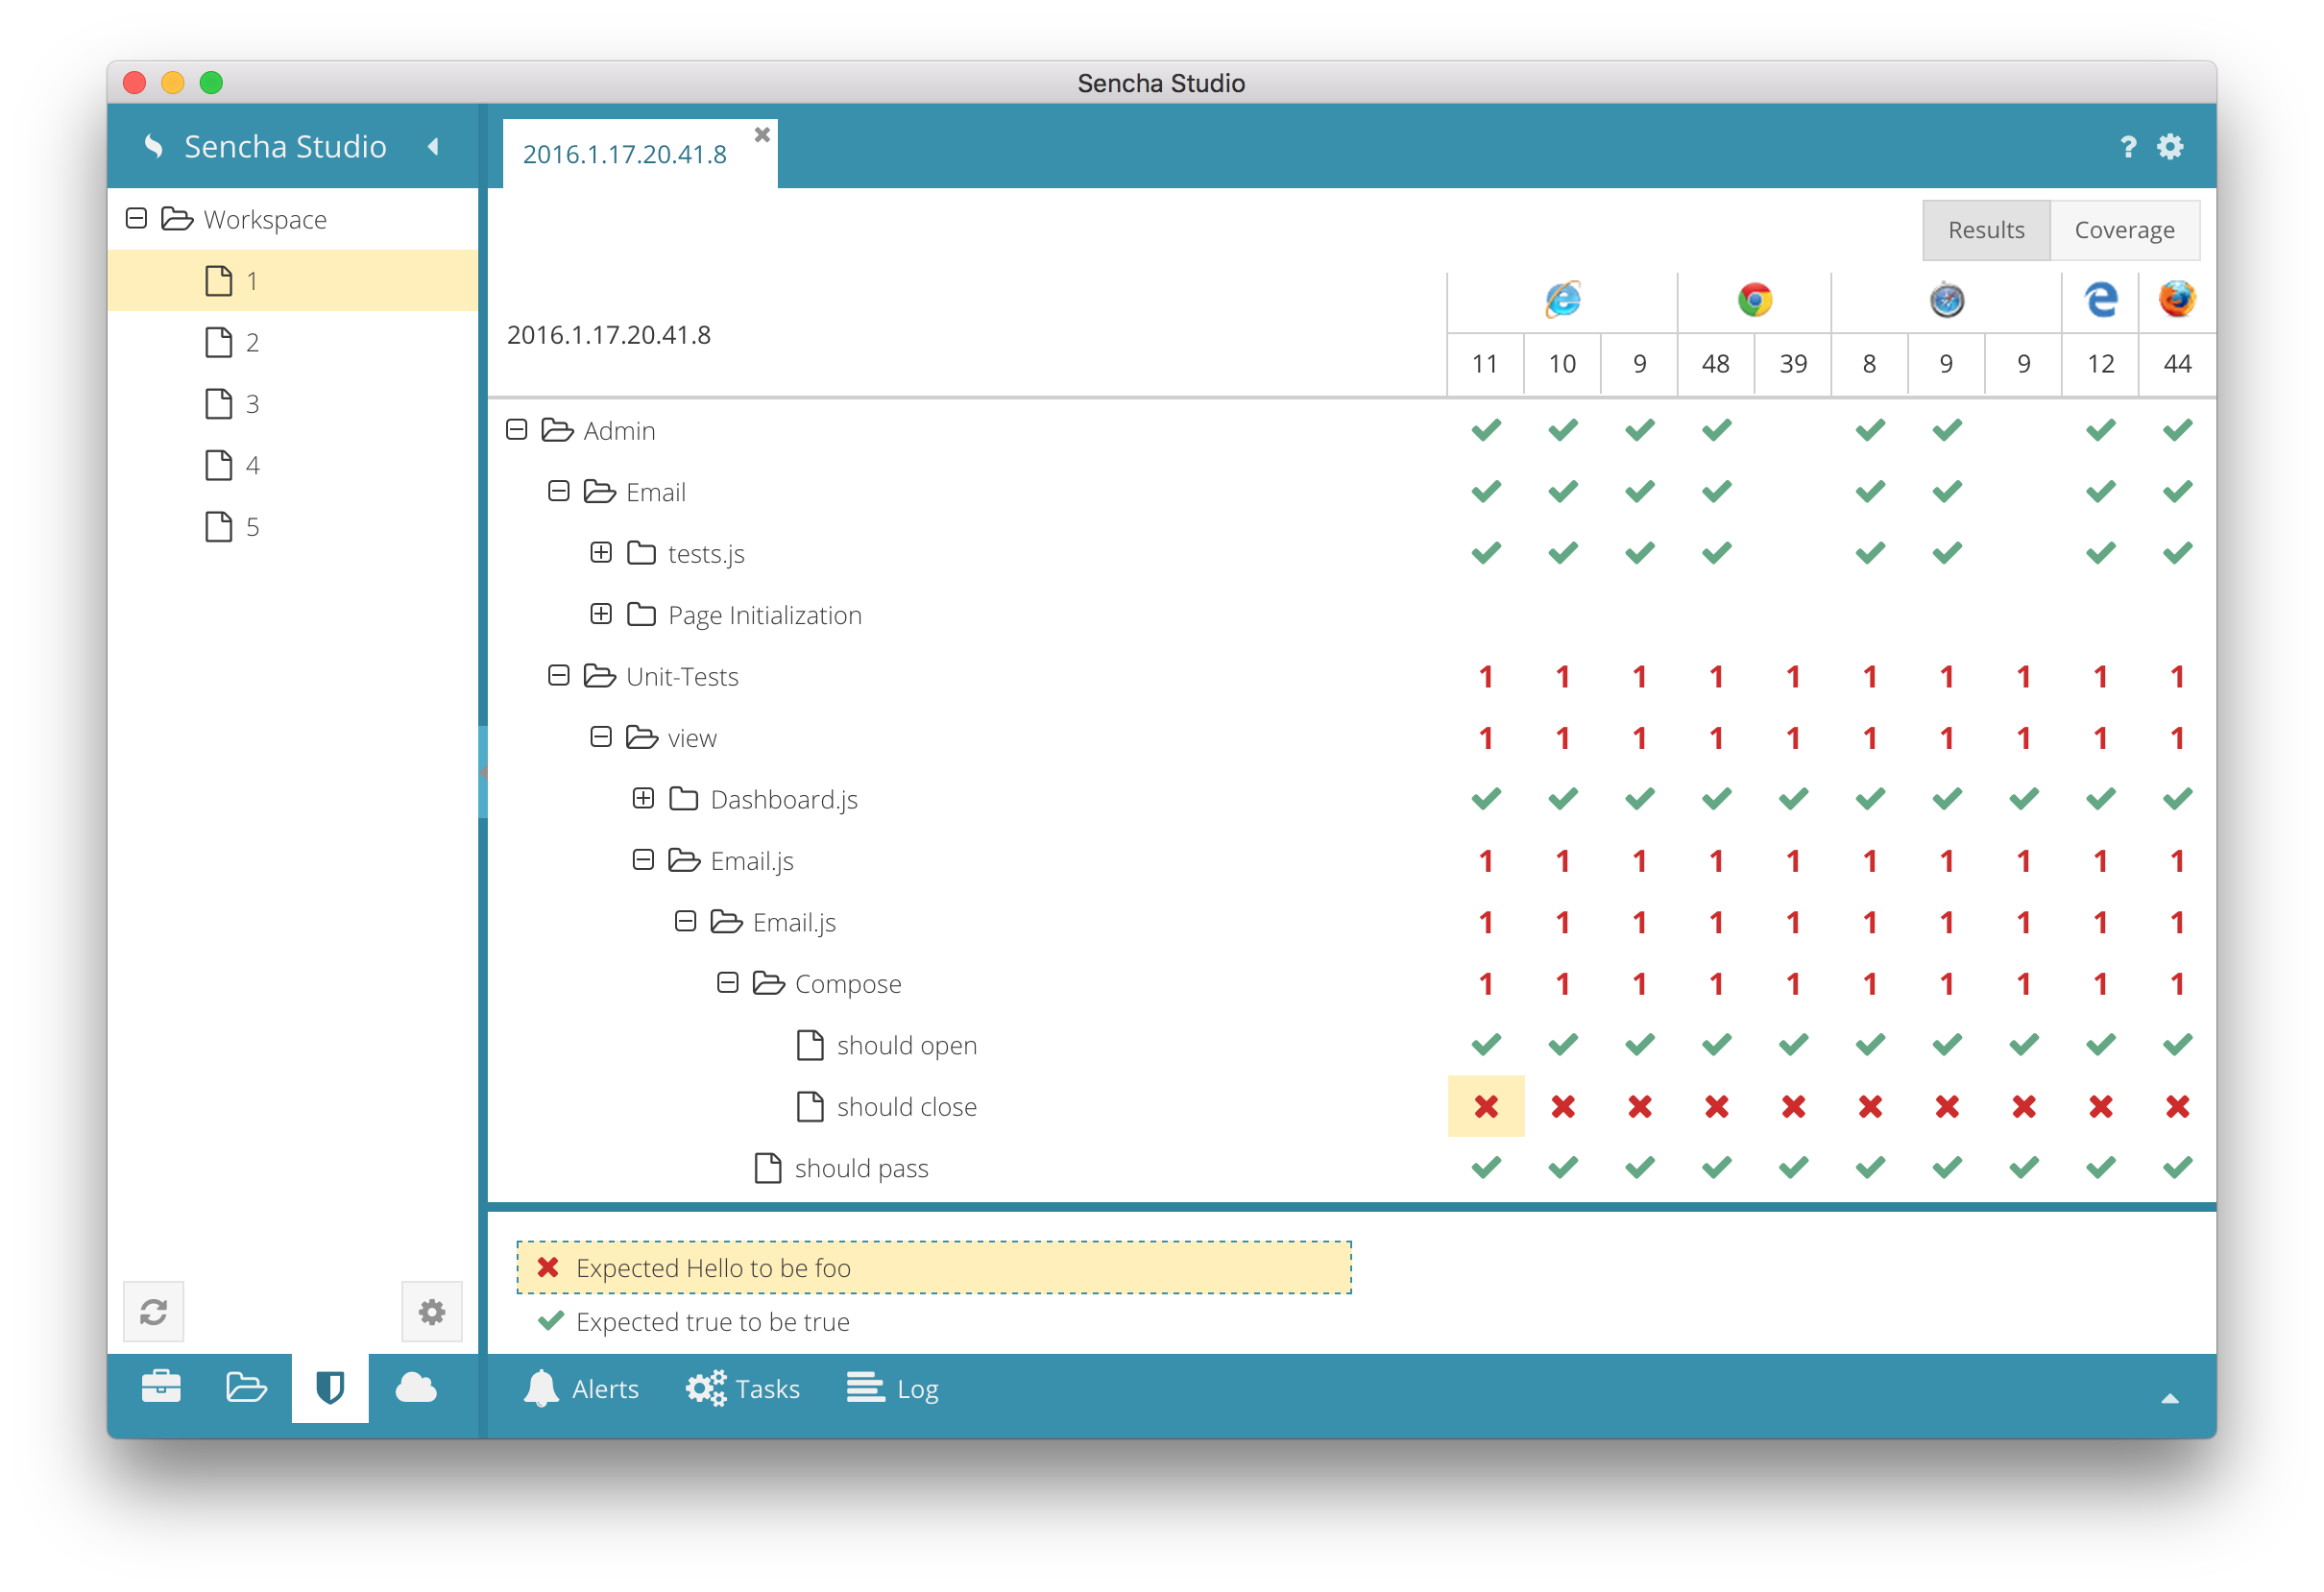 Sencha Studio
Sencha Studio
2016.1.17.20.41.8
?
Workspace
1
2
3
4
5
Results Coverage
2016.1.17.20.41.8
11 10 9 48 39 8 9 9 12 44
Admin
Email
tests.js
Page Initialization
Unit-Tests 1 1 1 1 1 1 1 1 1 1
view 1 1 1 1 1 1 1 1 1 1
Dashboard.js
Email.js 1 1 1 1 1 1 1 1 1 1
Email.js 1 1 1 1 1 1 1 1 1 1
Compose 1 1 1 1 1 1 1 1 1 1
should open
should close
should pass
Expected Hello to be foo
Expected true to be true
Alerts Tasks Log